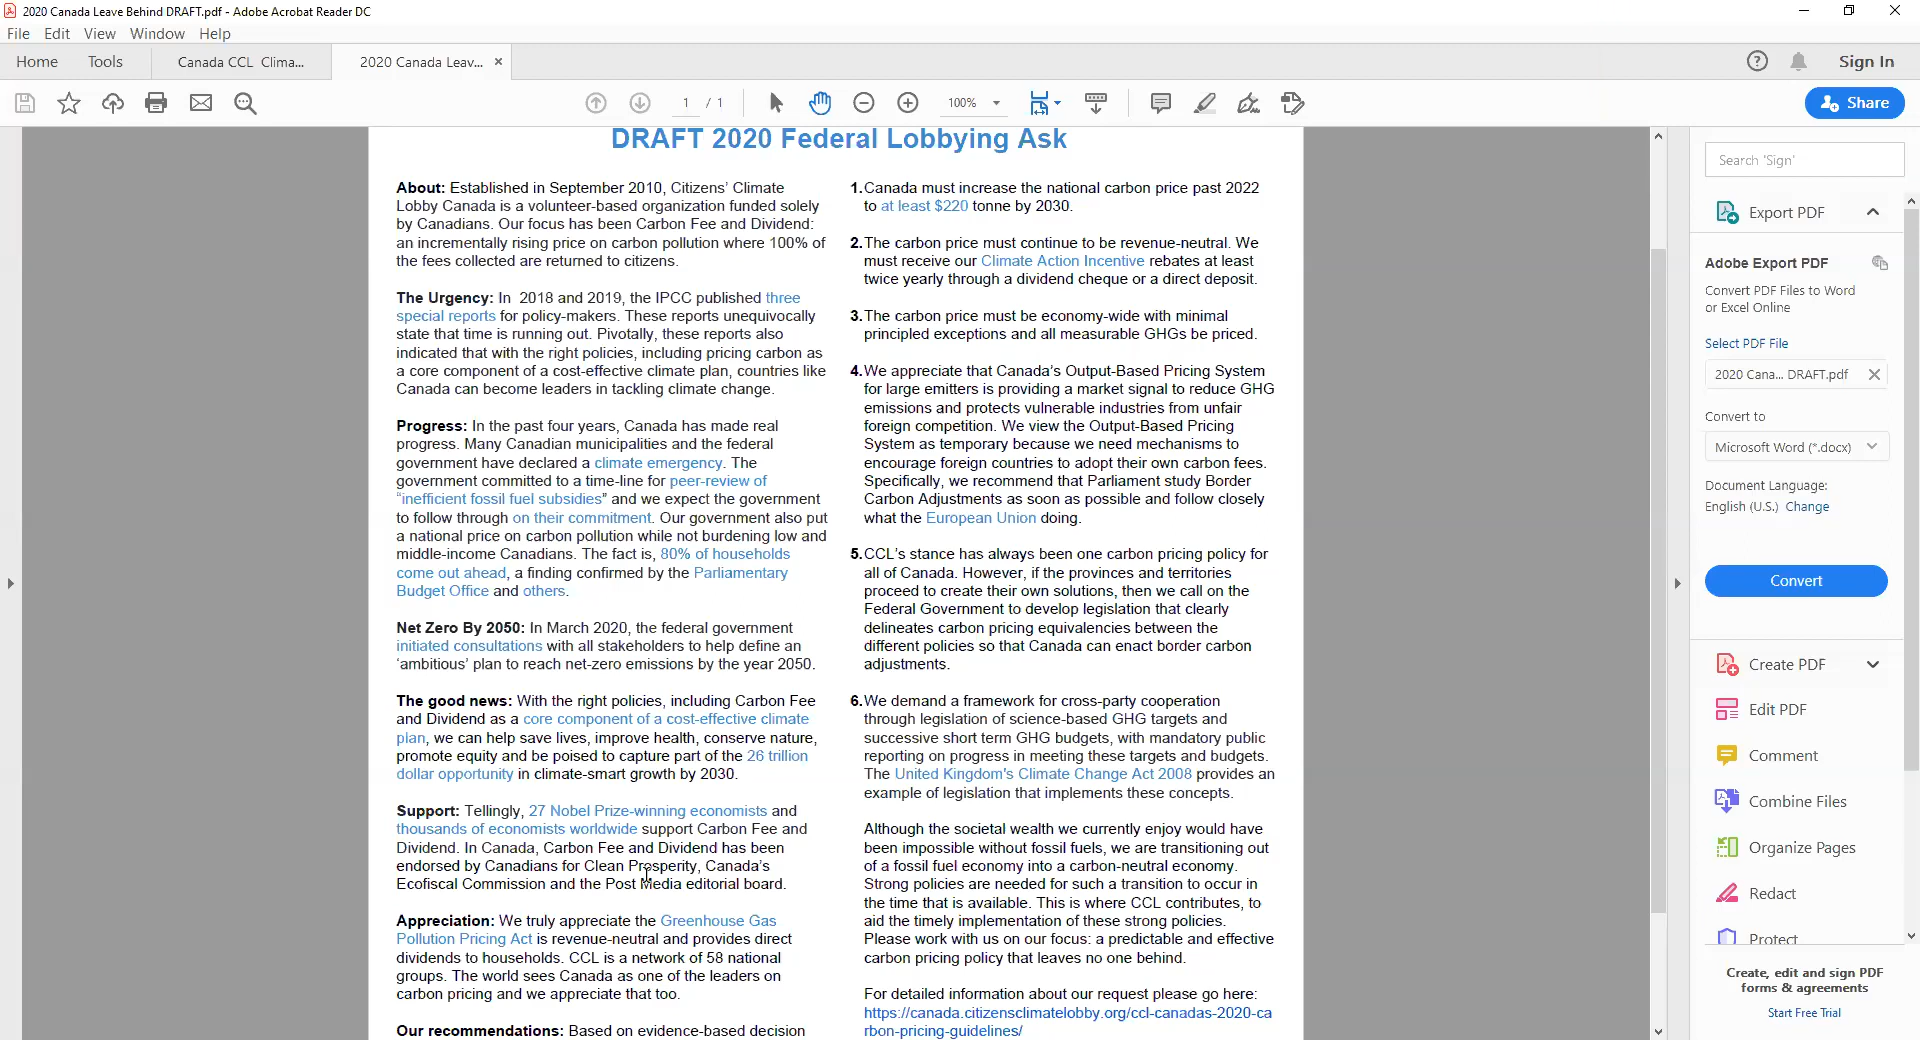 2020 Canada Leave Behind DRAFT.pdf - Adobe Acrobat Reader DC
File Edit View Window Help
Home Tools Canada CCL Clima... 2020 Canada Leav... Sign In
1 / 1 100% Share
DRAFT 2020 Federal Lobbying Ask
About: Established in September 2010, Citizens' Climate
Lobby Canada is a volunteer-based organization funded solely
by Canadians. Our focus has been Carbon Fee and Dividend:
an incrementally rising price on carbon pollution where 100% of
the fees collected are returned to citizens.
The Urgency: In 2018 and 2019, the IPCC published three
special reports for policy-makers. These reports unequivocally
state that time is running out. Pivotally, these reports also
indicated that with the right policies, including pricing carbon as
a core component of a cost-effective climate plan, countries like
Canada can become leaders in tackling climate change.
Progress: In the past four years, Canada has made real
progress. Many Canadian municipalities and the federal
government have declared a climate emergency. The
government committed to a time-line for peer-review of
"inefficient fossil fuel subsidies" and we expect the government
to follow through on their commitment. Our government also put
a national price on carbon pollution while not burdening low and
middle-income Canadians. The fact is, 80% of households
come out ahead, a finding confirmed by the Parliamentary
Budget Office and others.
Net Zero By 2050: In March 2020, the federal government
initiated consultations with all stakeholders to help define an
'ambitious' plan to reach net-zero emissions by the year 2050.
The good news: With the right policies, including Carbon Fee
and Dividend as a core component of a cost-effective climate
plan, we can help save lives, improve health, conserve nature,
promote equity and be poised to capture part of the 26 trillion
dollar opportunity in climate-smart growth by 2030.
Support: Tellingly, 27 Nobel Prize-winning economists and
thousands of economists worldwide support Carbon Fee and
Dividend. In Canada, Carbon Fee and Dividend has been
endorsed by Canadians for Clean Prosperity, Canada's
Ecofiscal Commission and the Post Media editorial board.
Appreciation: We truly appreciate the Greenhouse Gas
Pollution Pricing Act is revenue-neutral and provides direct
dividends to households. CCL is a network of 58 national
groups. The world sees Canada as one of the leaders on
carbon pricing and we appreciate that too.
Our recommendations: Based on evidence-based decision
1. Canada must increase the national carbon price past 2022
to at least $220 tonne by 2030.
2. The carbon price must continue to be revenue-neutral. We
must receive our Climate Action Incentive rebates at least
twice yearly through a dividend cheque or a direct deposit.
3. The carbon price must be economy-wide with minimal
principled exceptions and all measurable GHGs be priced.
4. We appreciate that Canada's Output-Based Pricing System
for large emitters is providing a market signal to reduce GHG
emissions and protects vulnerable industries from unfair
foreign competition. We view the Output-Based Pricing
System as temporary because we need mechanisms to
encourage foreign countries to adopt their own carbon fees.
Specifically, we recommend that Parliament study Border
Carbon Adjustments as soon as possible and follow closely
what the European Union doing.
5. CCL's stance has always been one carbon pricing policy for
all of Canada. However, if the provinces and territories
proceed to create their own solutions, then we call on the
Federal Government to develop legislation that clearly
delineates carbon pricing equivalencies between the
different policies so that Canada can enact border carbon
adjustments.
6. We demand a framework for cross-party cooperation
through legislation of science-based GHG targets and
successive short term GHG budgets, with mandatory public
reporting on progress in meeting these targets and budgets.
The United Kingdom's Climate Change Act 2008 provides an
example of legislation that implements these concepts.
Although the societal wealth we currently enjoy would have
been impossible without fossil fuels, we are transitioning out
of a fossil fuel economy into a carbon-neutral economy.
Strong policies are needed for such a transition to occur in
the time that is available. This is where CCL contributes, to
aid the timely implementation of these strong policies.
Please work with us on our focus: a predictable and effective
carbon pricing policy that leaves no one behind.
For detailed information about our request please go here:
https://canada.citizensclimatelobby.org/ccl-canadas-2020-ca
rbon-pricing-guidelines/
Search 'Sign'
Export PDF
Adobe Export PDF
Convert PDF Files to Word
or Excel Online
Select PDF File
2020 Cana... DRAFT.pdf
Convert to
Microsoft Word (*.docx)
Document Language:
English (U.S.) Change
Convert
Create PDF
Edit PDF
Comment
Combine Files
Organize Pages
Redact
Protect
Create, edit and sign PDF
forms & agreements
Start Free Trial